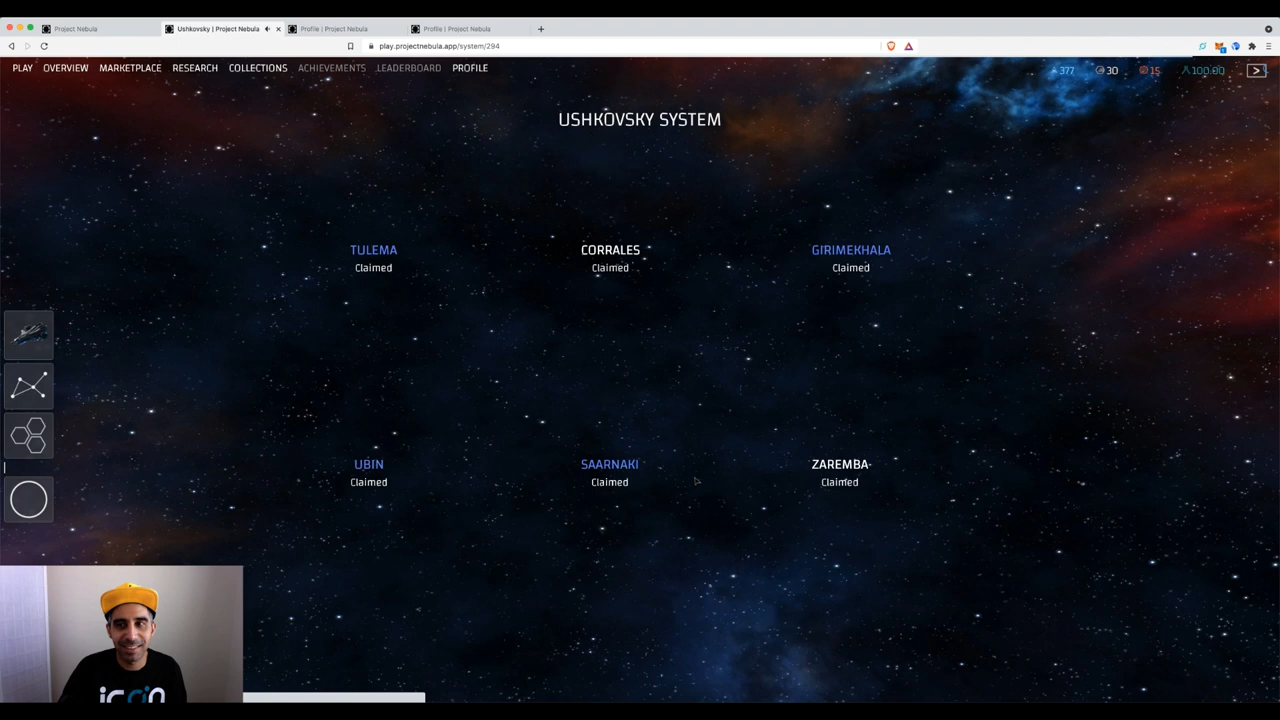 Project Nebula
Ushkovsky | Project Nebula
Profile | Project Nebula
Profile | Project Nebula
play.projectnebula.app/system/294
PLAY OVERVIEW MARKETPLACE RESEARCH COLLECTIONS ACHIEVEMENTS LEADERBOARD PROFILE
377 30 15 100.00
USHKOVSKY SYSTEM
TULEMA CORRALES GIRIMEKHALA
Claimed Claimed Claimed
UBIN SAARNAKI ZAREMBA
Claimed Claimed Claimed
icon